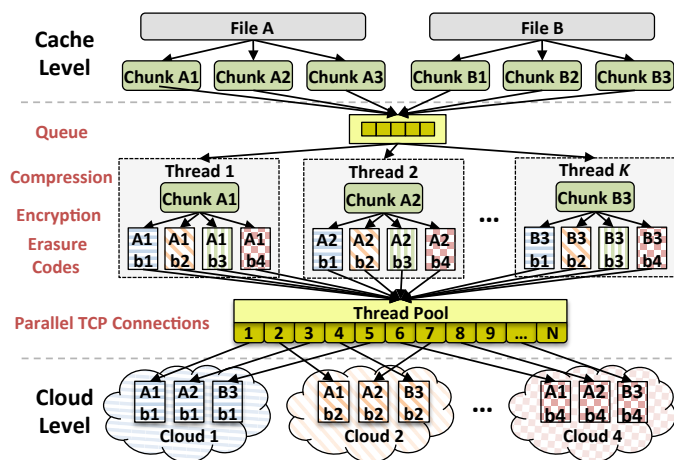 Cache Level
File A
File B
Chunk A1
Chunk A2
Chunk A3
Chunk B1
Chunk B2
Chunk B3
Queue
Compression
Encryption
Erasure Codes
Thread 1
Chunk A1
A1 b1
A1 b2
A1 b3
A1 b4
Thread 2
Chunk A2
A2 b1
A2 b2
A2 b3
A2 b4
...
Thread K
Chunk B3
B3 b1
B3 b2
B3 b3
B3 b4
Parallel TCP Connections
Thread Pool
1 2 3 4 5 6 7 8 9 ... N
Cloud Level
A1 b1
A2 b1
B3 b1
Cloud 1
A1 b2
A2 b2
B3 b2
Cloud 2
...
A1 b4
A2 b4
B3 b4
Cloud 4